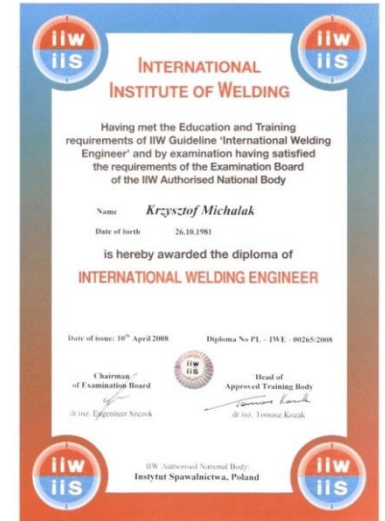 iiw
iis
iiw
iis
INTERNATIONAL
INSTITUTE OF WELDING
Having met the Education and Training
requirements of IIW Guideline 'International Welding
Engineer' and by examination having satisfied
the requirements of the Examination Board
of the IIW Authorised National Body
Name Krzysztof Michalak
Date of birth 26.10.1981
is hereby awarded the diploma of
INTERNATIONAL WELDING ENGINEER
Date of issue: 10th April 2008 Diploma No PL - IWE - 00265/2008
iiw
iis
Chairman
of Examination Board
Head of
Approved Training Body
dr inż. Eugeniusz Szczok
dr inż. Tomasz Kozak
IIW Authorised National Body:
Instytut Spawalnictwa, Poland
iiw
iis
iiw
iis